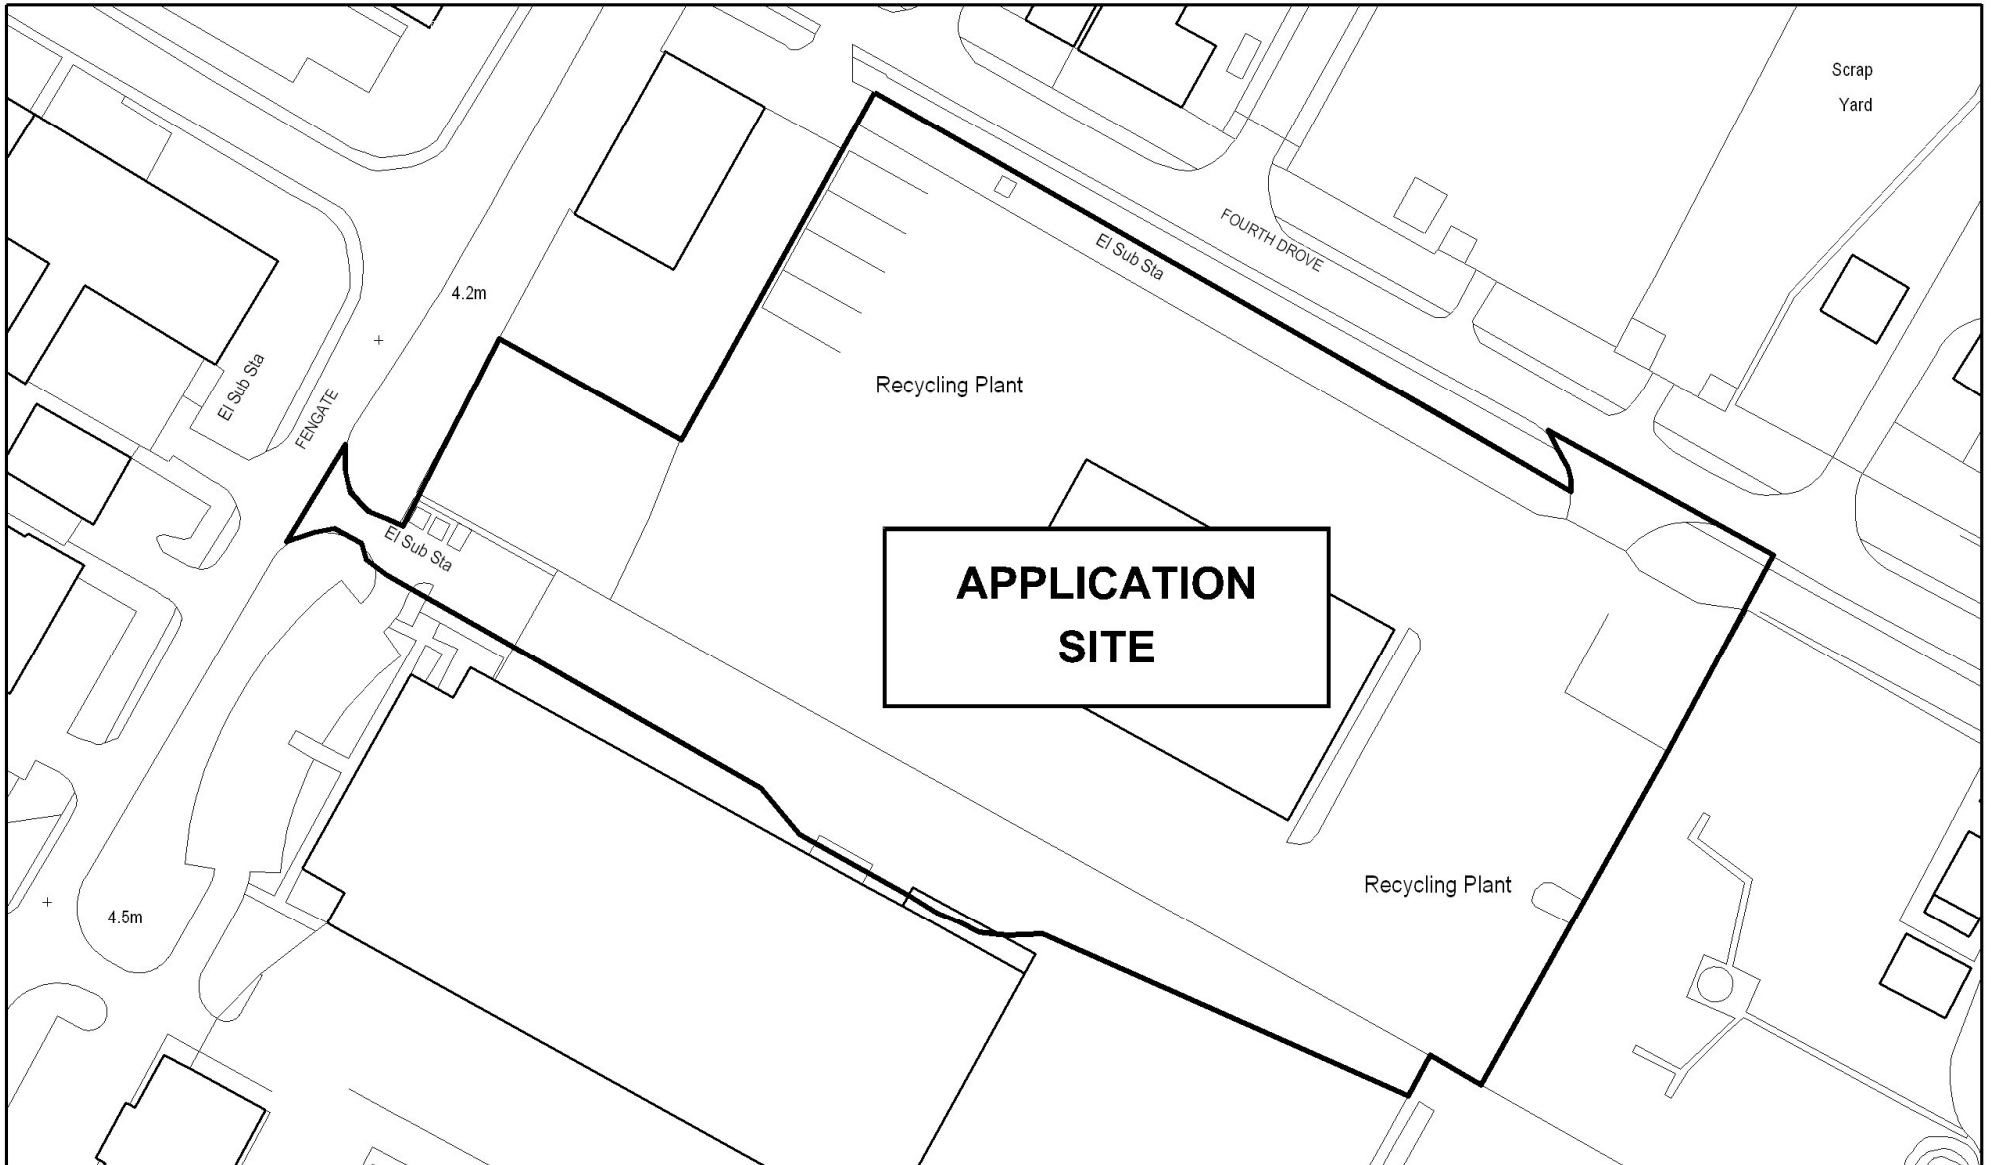 Scrap
Yard
FOURTH DROVE
El Sub Sta
4.2m
El Sub Sta
FENGATE
Recycling Plant
El Sub Sta
APPLICATION
SITE
Recycling Plant
4.5m